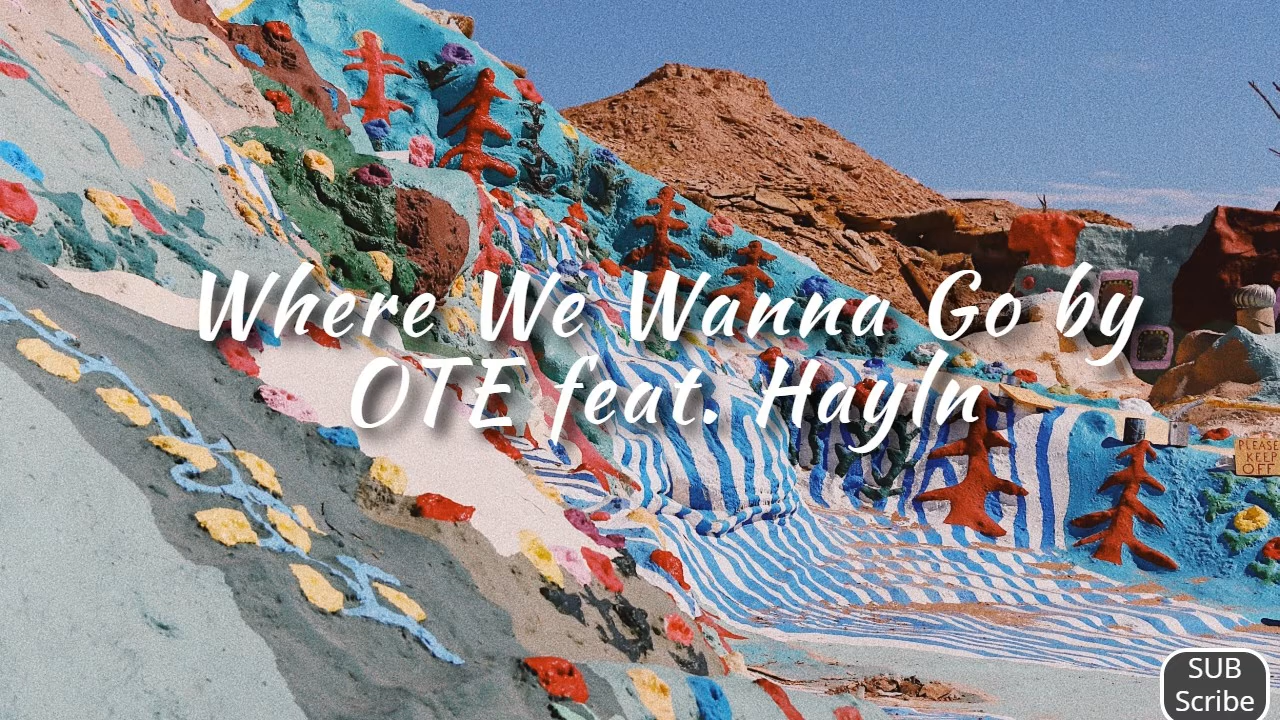 Where We Wanna Go by
OTE feat. Hayln
PLEASE
KEEP
OFF
SUB
Scribe